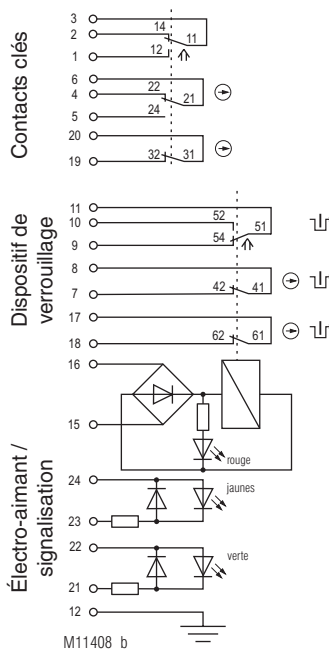 Contacts clés
3
2 14 11
1 12
6
4 22 21
5 24
20
19 32 31
Dispositif de
verrouillage
11
10 52 51
9 54
8
7 42 41
17
18 62 61
Électro-aimant /
signalisation
16
15
rouge
24
jaunes
23
22
verte
21
12
M11408 b